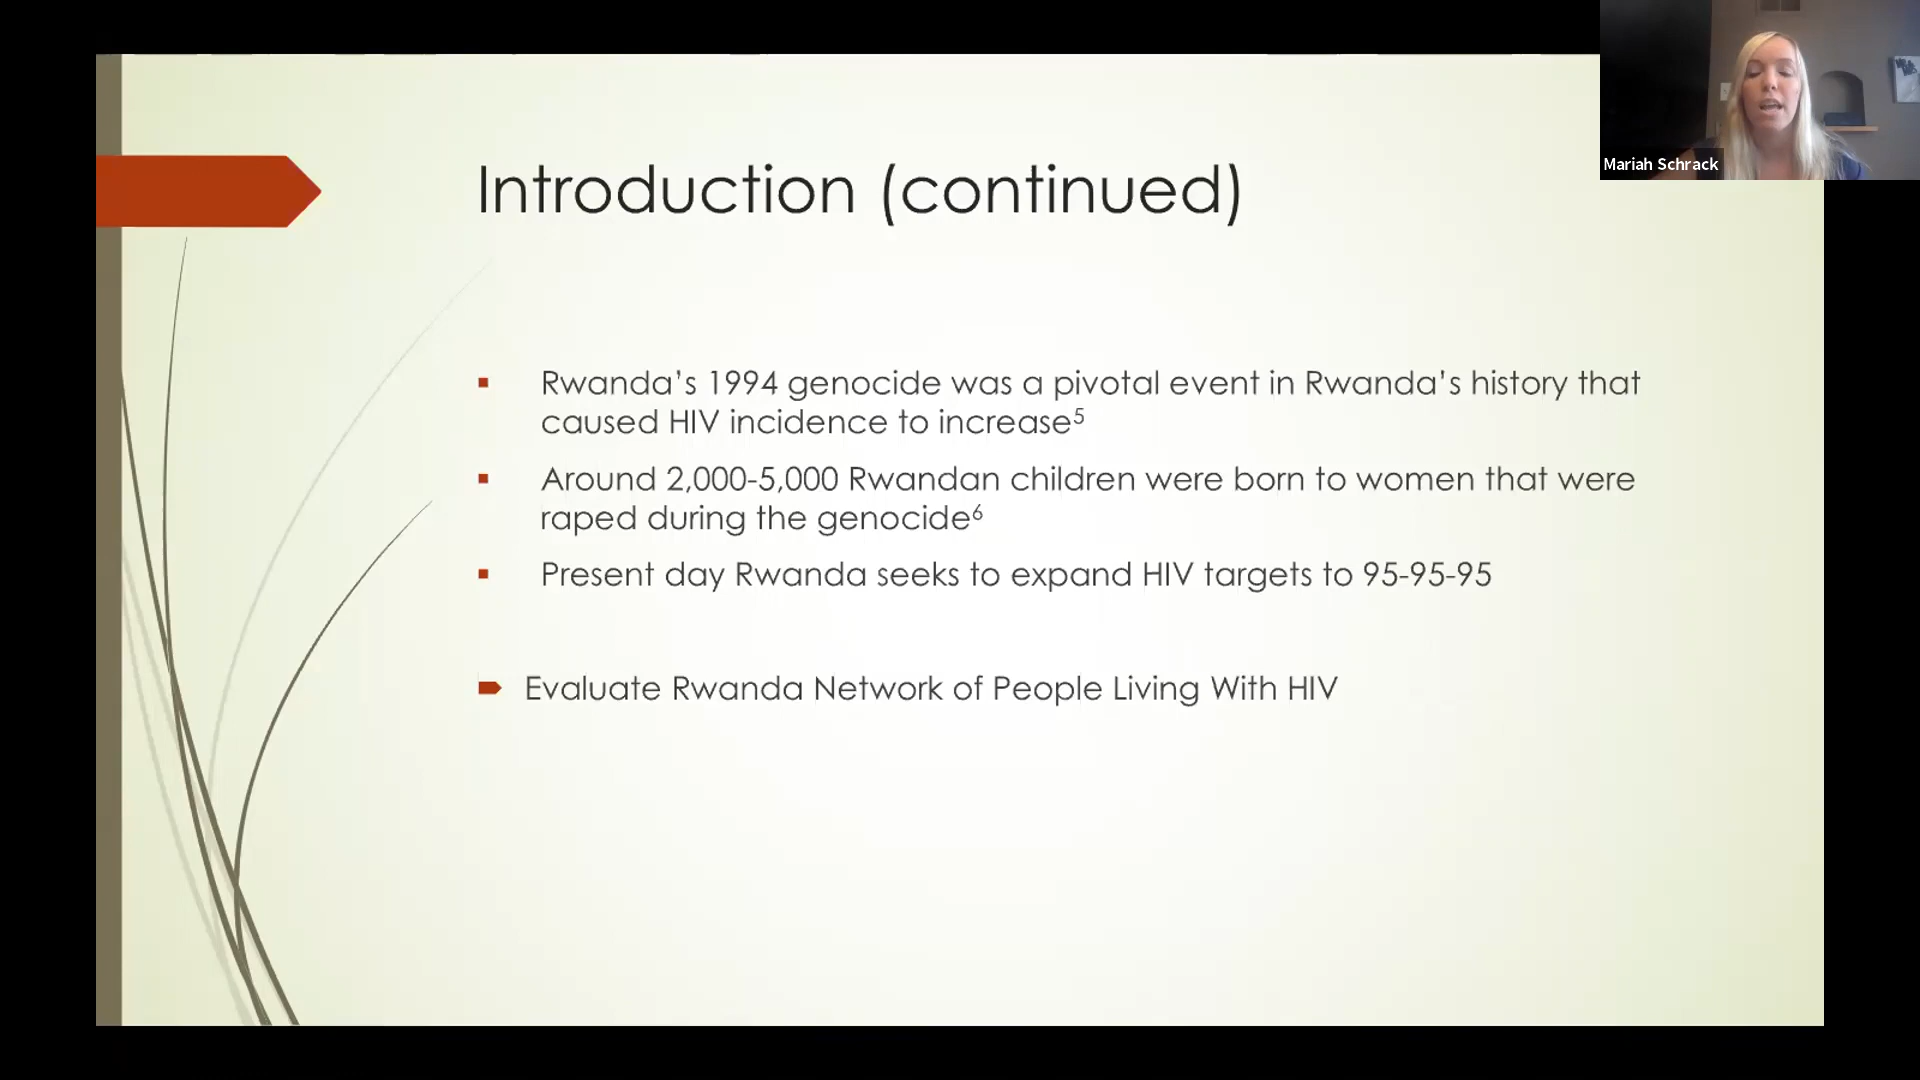 Mariah Schrack
Introduction (continued)
▪ Rwanda’s 1994 genocide was a pivotal event in Rwanda’s history that
caused HIV incidence to increase⁵
▪ Around 2,000-5,000 Rwandan children were born to women that were
raped during the genocide⁶
▪ Present day Rwanda seeks to expand HIV targets to 95-95-95
Evaluate Rwanda Network of People Living With HIV